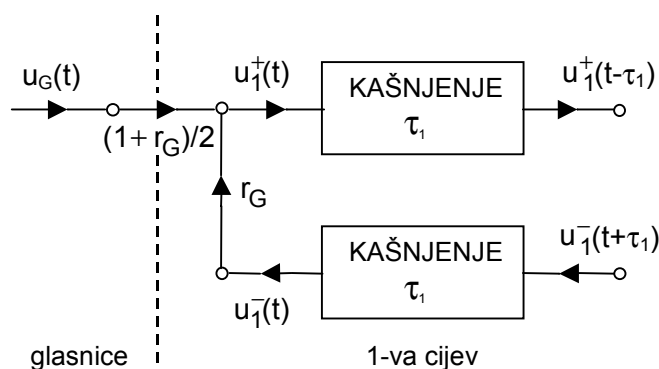 u_G(t)
u_1^+(t)
KAŠNJENJE
τ_1
u_1^+(t-τ_1)
(1+ r_G)/2
r_G
KAŠNJENJE
τ_1
u_1^-(t+τ_1)
u_1^-(t)
glasnice
1-va cijev